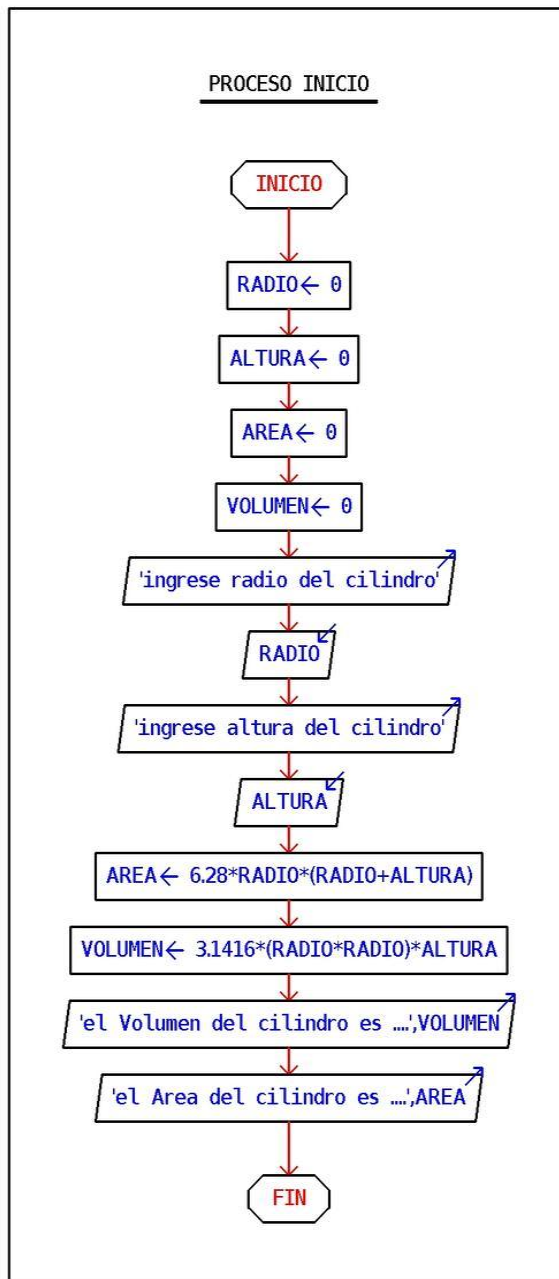 PROCESO INICIO
INICIO
RADIO← 0
ALTURA← 0
AREA← 0
VOLUMEN← 0
'ingrese radio del cilindro'
RADIO
'ingrese altura del cilindro'
ALTURA
AREA← 6.28*RADIO*(RADIO+ALTURA)
VOLUMEN← 3.1416*(RADIO*RADIO)*ALTURA
'el Volumen del cilindro es ....',VOLUMEN
'el Area del cilindro es ....',AREA
FIN